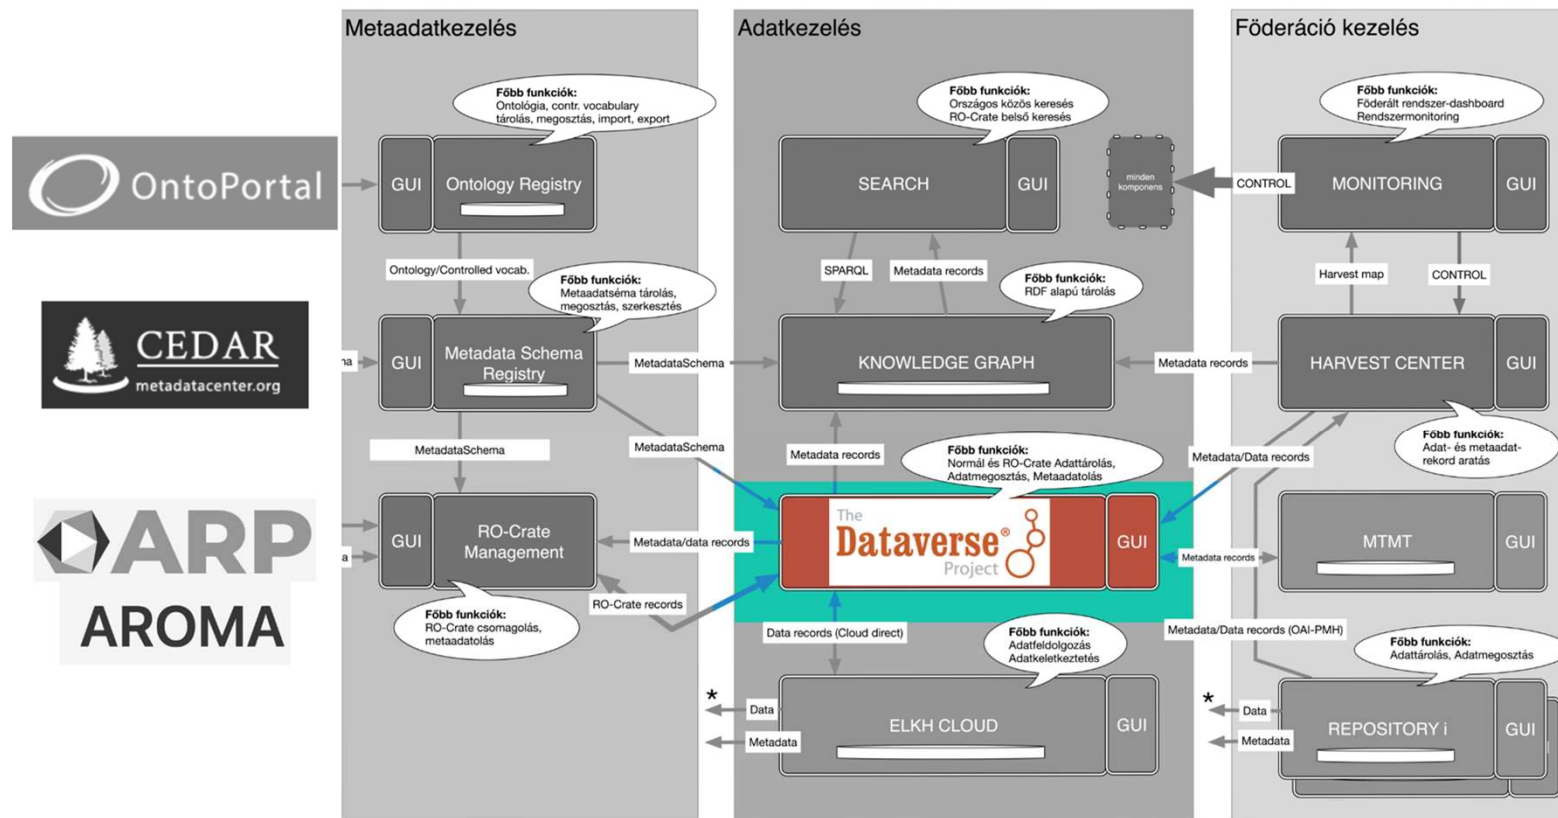 Metaadatkezelés
Adatkezelés
Föderáció kezelés
Főbb funkciók:
Ontológia, contr. vocabulary
tárolás, megosztás, import, export
Főbb funkciók:
Országos közös keresés
RO-Crate belső keresés
Főbb funkciók:
Föderált rendszer-dashboard
Rendszermonitoring
OntoPortal
GUI
Ontology Registry
SEARCH
GUI
minden
komponens
CONTROL
MONITORING
GUI
Ontology/Controlled vocab.
SPARQL
Metadata records
Harvest map
CONTROL
Főbb funkciók:
Metaadatséma tárolás,
megosztás, szerkesztés
Főbb funkciók:
RDF alapú tárolás
CEDAR
metadatacenter.org
na
GUI
Metadata Schema
Registry
MetadataSchema
KNOWLEDGE GRAPH
Metadata records
HARVEST CENTER
GUI
MetadataSchema
MetadataSchema
Metadata records
Főbb funkciók:
Normál és RO-Crate Adattárolás,
Adatmegosztás, Metaadatolás
Metadata/Data records
Főbb funkciók:
Adat- és metaadat-
rekord aratás
ARP
AROMA
a
GUI
RO-Crate
Management
Metadata/data records
The
Dataverse®
Project
GUI
Metadata records
MTMT
RO-Crate records
Főbb funkciók:
RO-Crate csomagolás,
metaadatolás
Data records (Cloud direct)
Főbb funkciók:
Adatfeldolgozás
Adatkeletkeztetés
Metadata/Data records (OAI-PMH)
Főbb funkciók:
Adattárolás, Adatmegosztás
*
Data
Metadata
ELKH CLOUD
GUI
*
Data
Metadata
REPOSITORY i
GUI